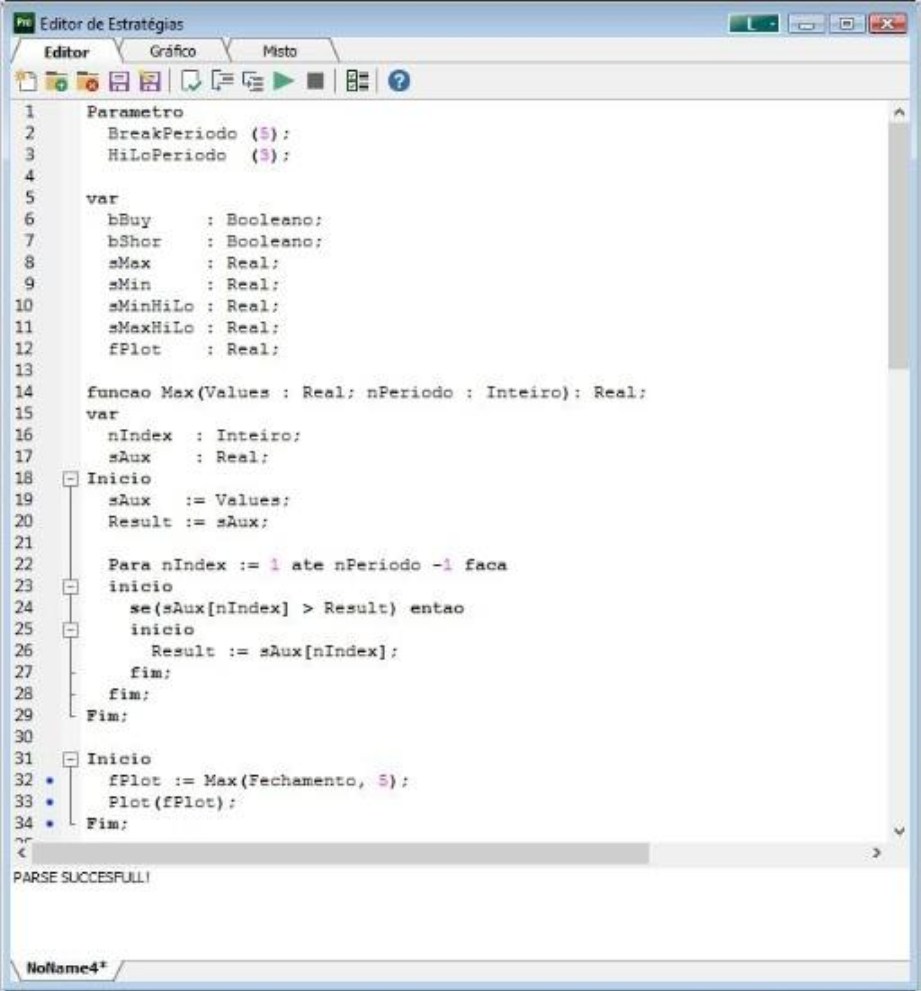 Pro Editor de Estratégias L
Editor Gráfico Misto
1 Parametro
2 BreakPeriodo (5);
3 HiLoPeriodo (3);
4
5 var
6 bBuy : Booleano;
7 bShor : Booleano;
8 sMax : Real;
9 sMin : Real;
10 sMinHiLo : Real;
11 sMaxHiLo : Real;
12 fPlot : Real;
13
14 funcao Max(Values : Real; nPeriodo : Inteiro): Real;
15 var
16 nIndex : Inteiro;
17 sAux : Real;
18 Inicio
19 sAux := Values;
20 Result := sAux;
21
22 Para nIndex := 1 ate nPeriodo -1 faca
23 inicio
24 se(sAux[nIndex] > Result) entao
25 inicio
26 Result := sAux[nIndex];
27 fim;
28 fim;
29 Fim;
30
31 Inicio
32 fPlot := Max(Fechamento, 5);
33 Plot(fPlot);
34 Fim;
PARSE SUCCESFULL!
NoName4*